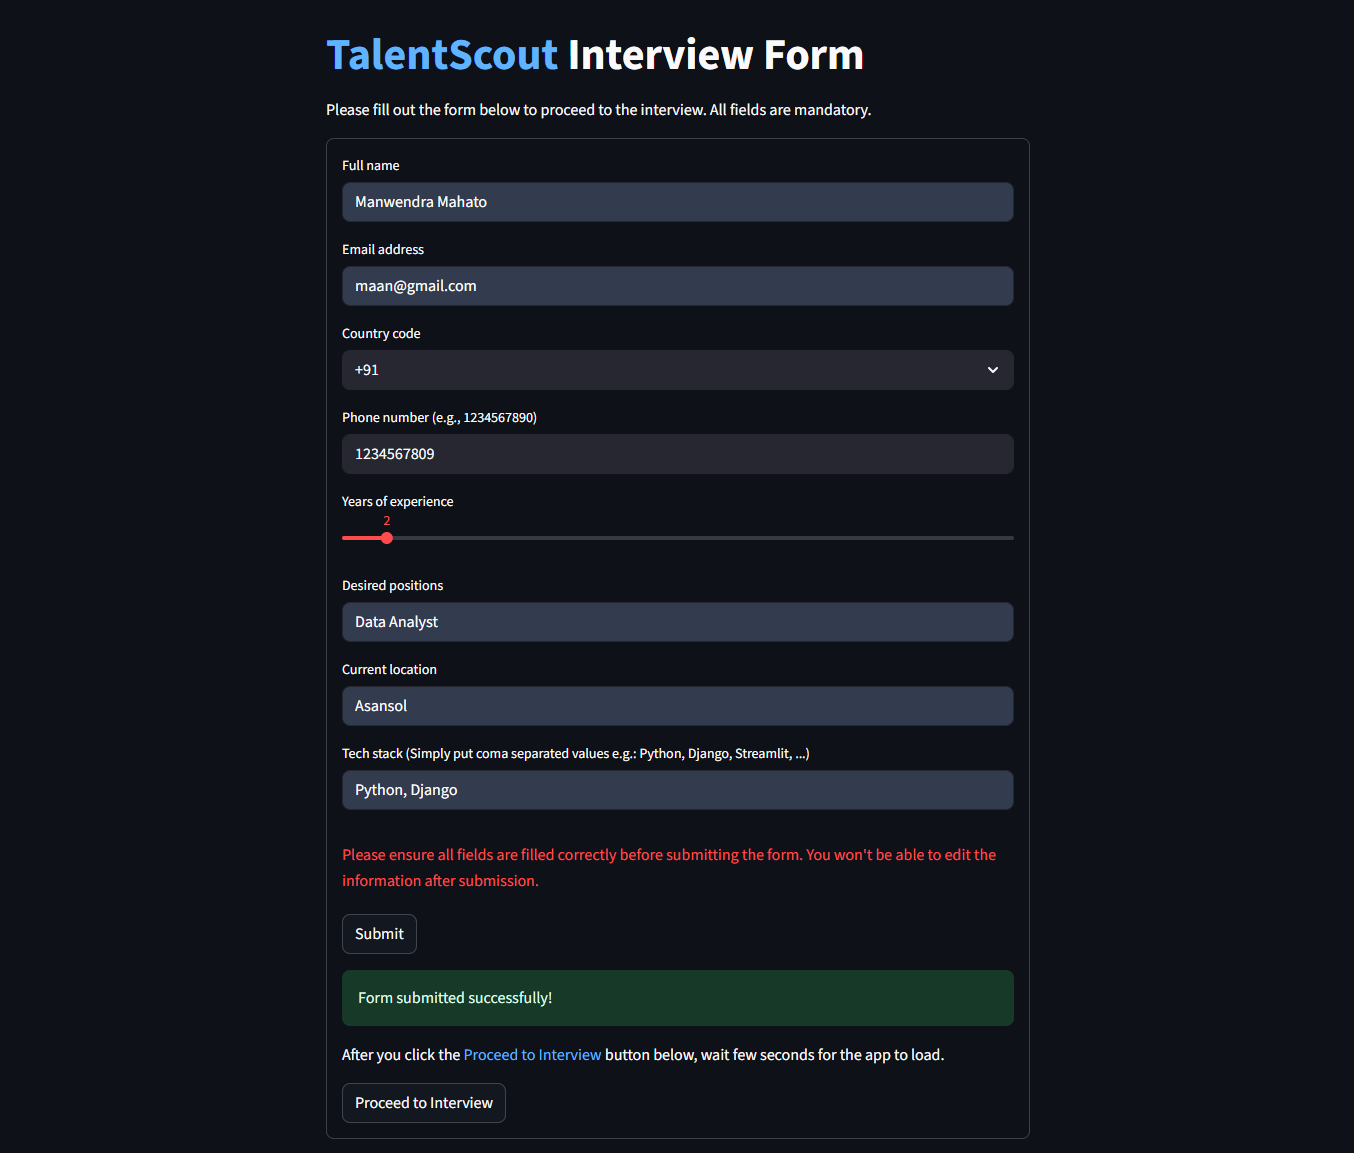 TalentScout Interview Form
Please fill out the form below to proceed to the interview. All fields are mandatory.
Full name
Manwendra Mahato
Email address
maan@gmail.com
Country code
+91
Phone number (e.g., 1234567890)
1234567809
Years of experience
2
Desired positions
Data Analyst
Current location
Asansol
Tech stack (Simply put coma separated values e.g.: Python, Django, Streamlit, ...)
Python, Django
Please ensure all fields are filled correctly before submitting the form. You won't be able to edit the
information after submission.
Submit
Form submitted successfully!
After you click the Proceed to Interview button below, wait few seconds for the app to load.
Proceed to Interview